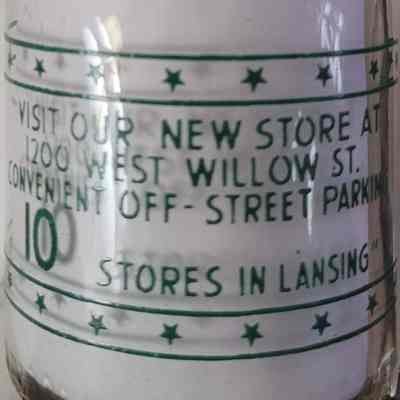 "VISIT OUR NEW STORE AT
1200 WEST WILLOW ST.
CONVENIENT OFF-STREET PARKING
10 STORES IN LANSING"